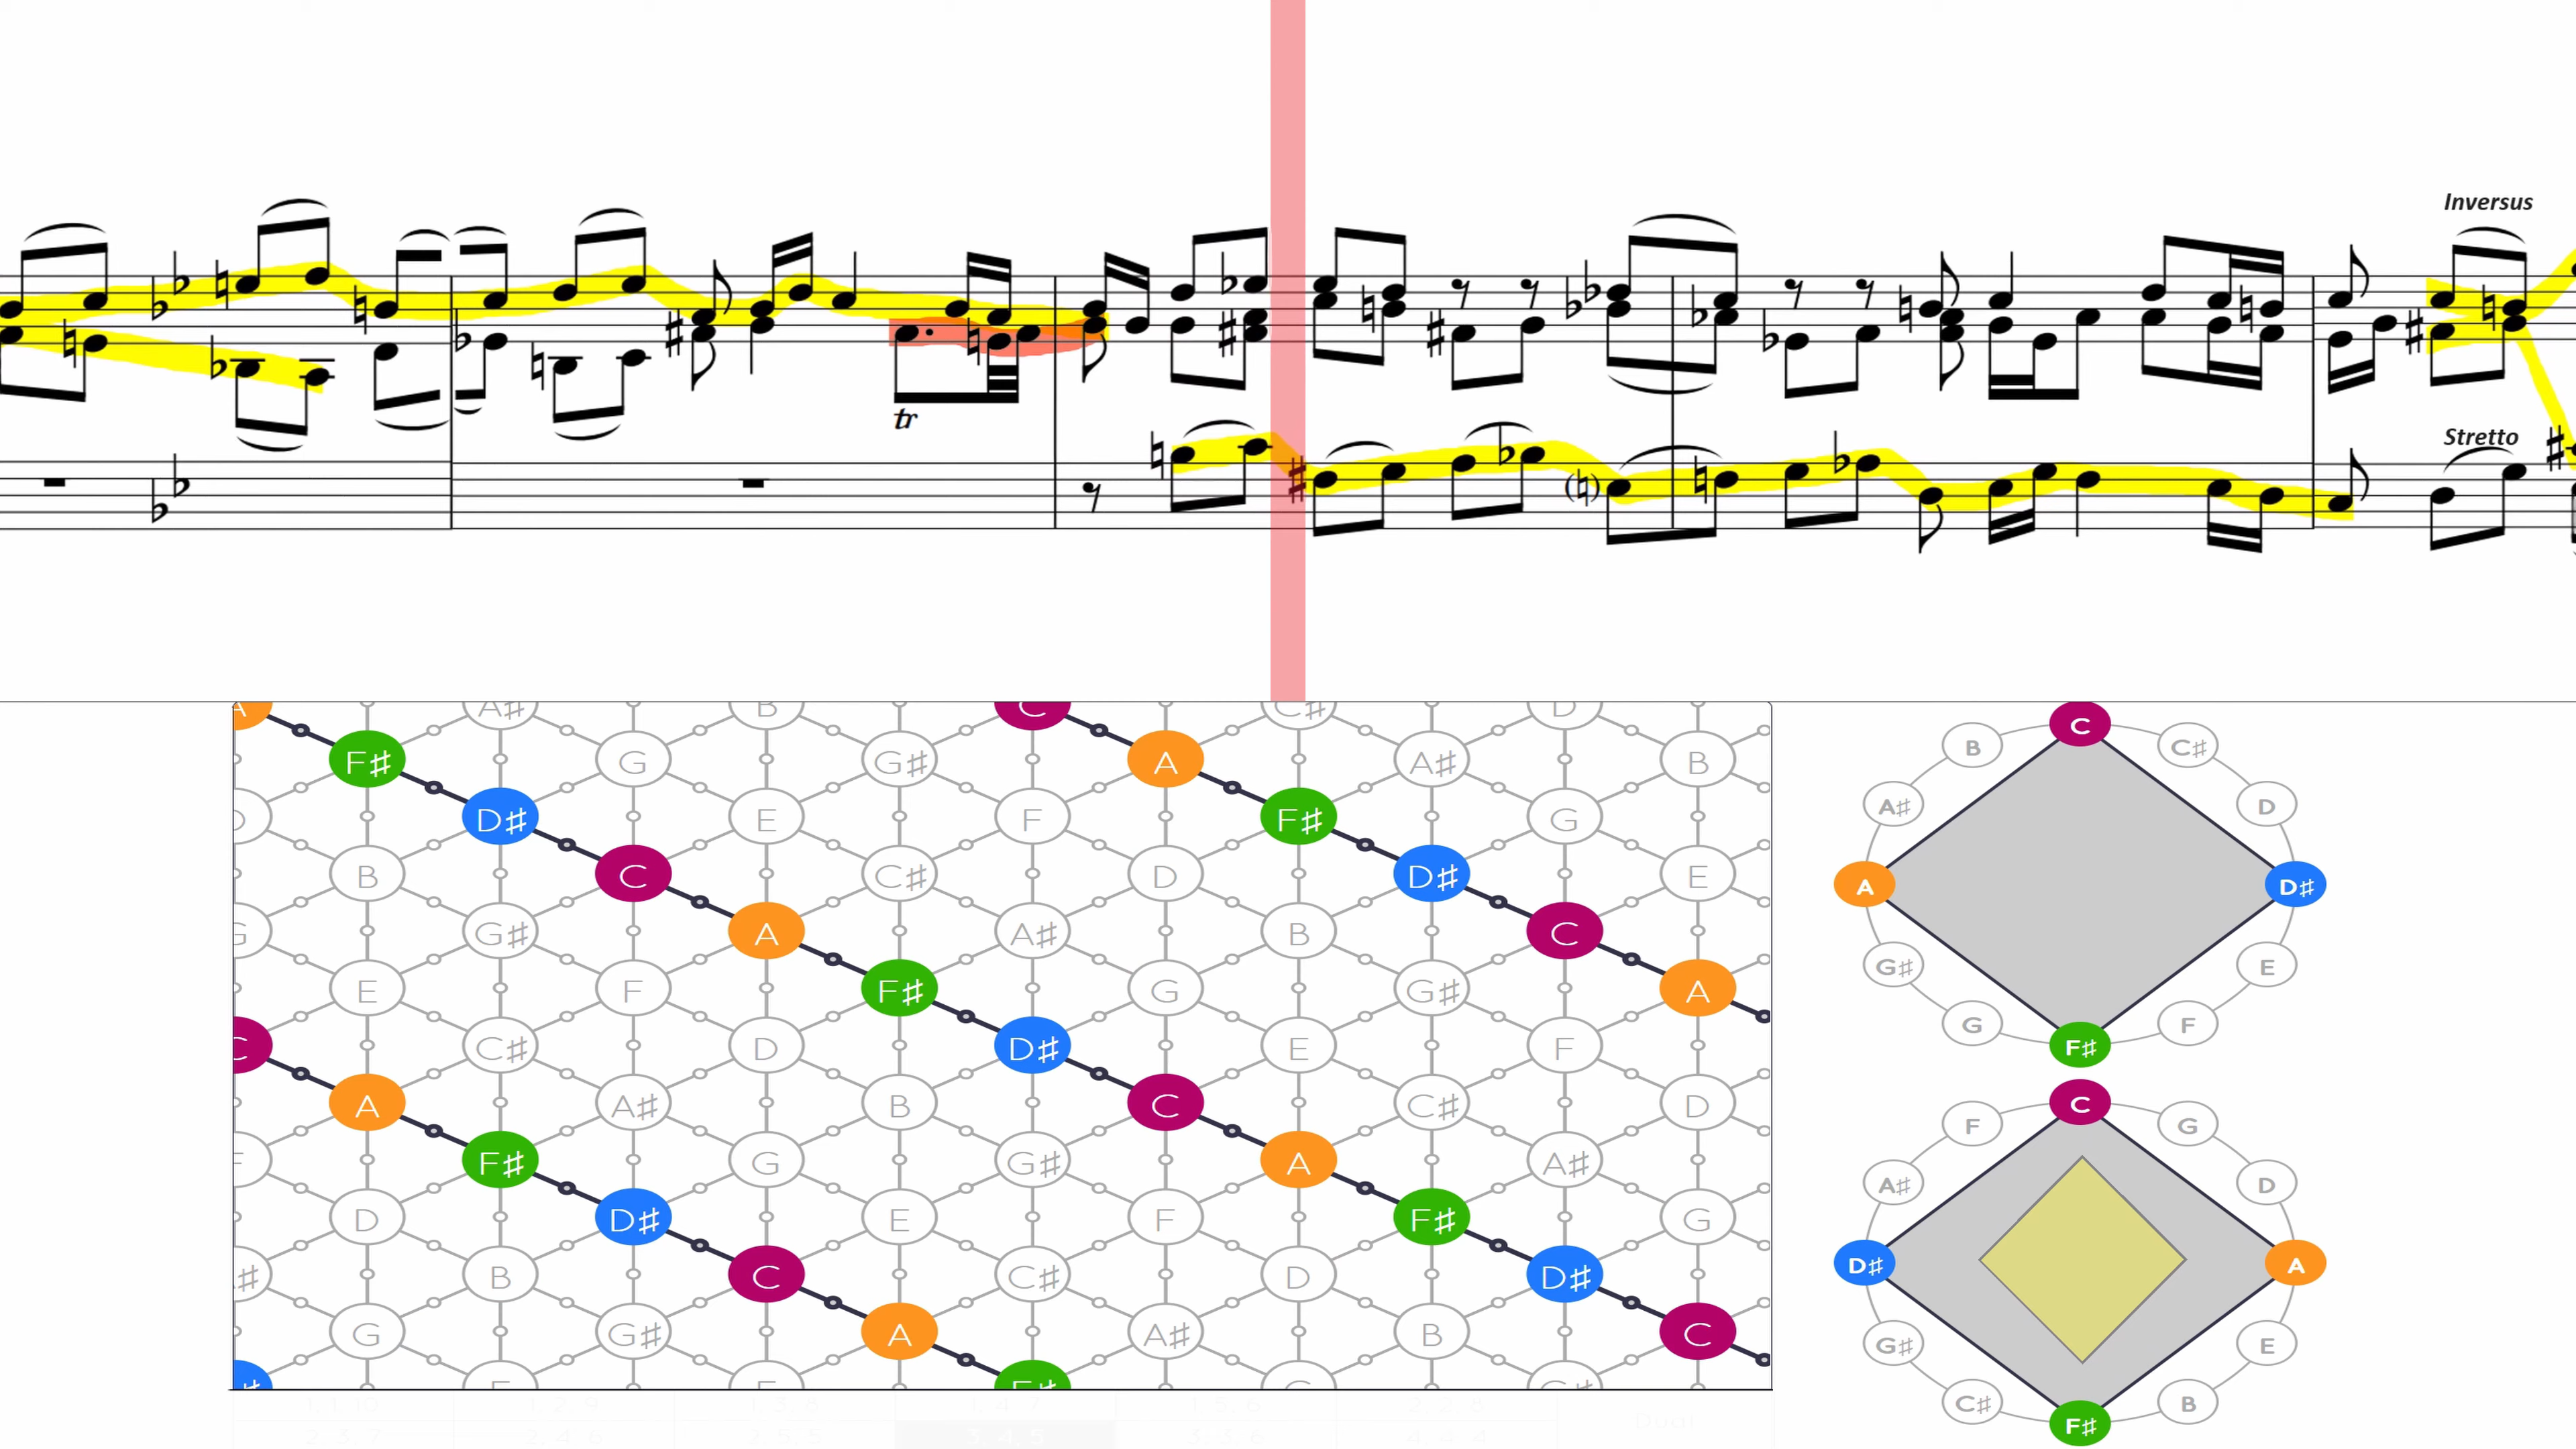 Inversus
tr
Stretto
A A♯ B C C♯ D
F♯ G G♯ A A♯ B
D♯ E F F♯ G
B C C♯ D D♯ E
G G♯ A A♯ B C
E F F♯ G G♯ A
C C♯ D D♯ E F
A A♯ B C C♯ D
F F♯ G G♯ A A♯
D D♯ E F F♯ G
♯ B C C♯ D D♯
G G♯ A A♯ B C
♯ F♯
C
B C♯
A♯ D
A D♯
G♯ E
G F
F♯
C
F G
A♯ D
D♯ A
G♯ E
C♯ B
F♯